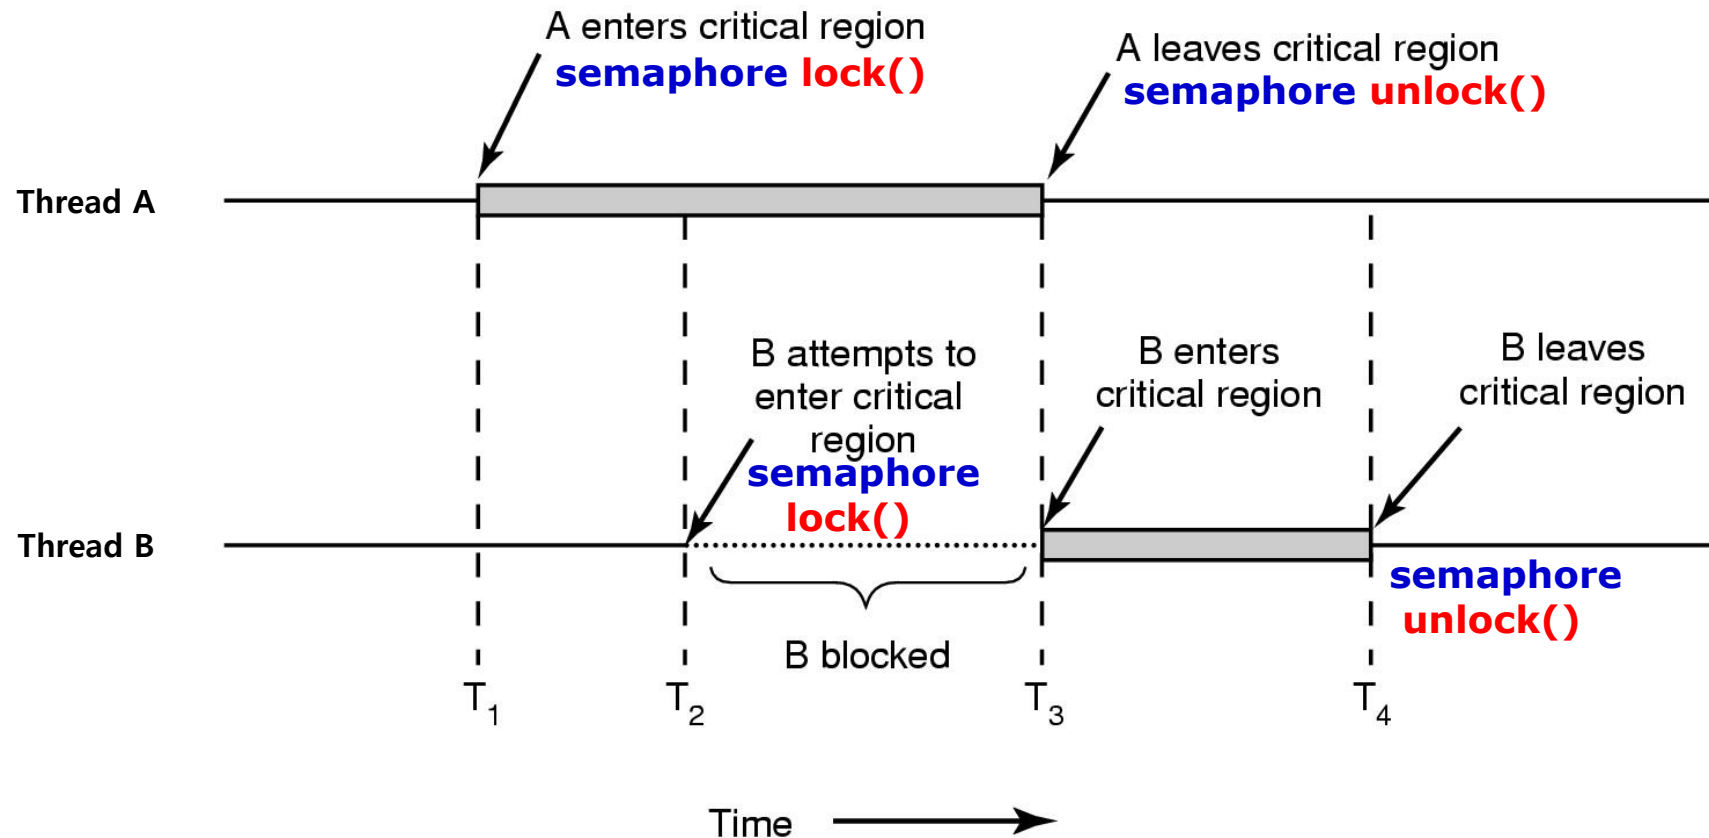 A enters critical region
semaphore lock()
A leaves critical region
semaphore unlock()
Thread A
B attempts to
enter critical
region
semaphore
lock()
B enters
critical region
B leaves
critical region
Thread B
semaphore
unlock()
B blocked
T1
T2
T3
T4
Time